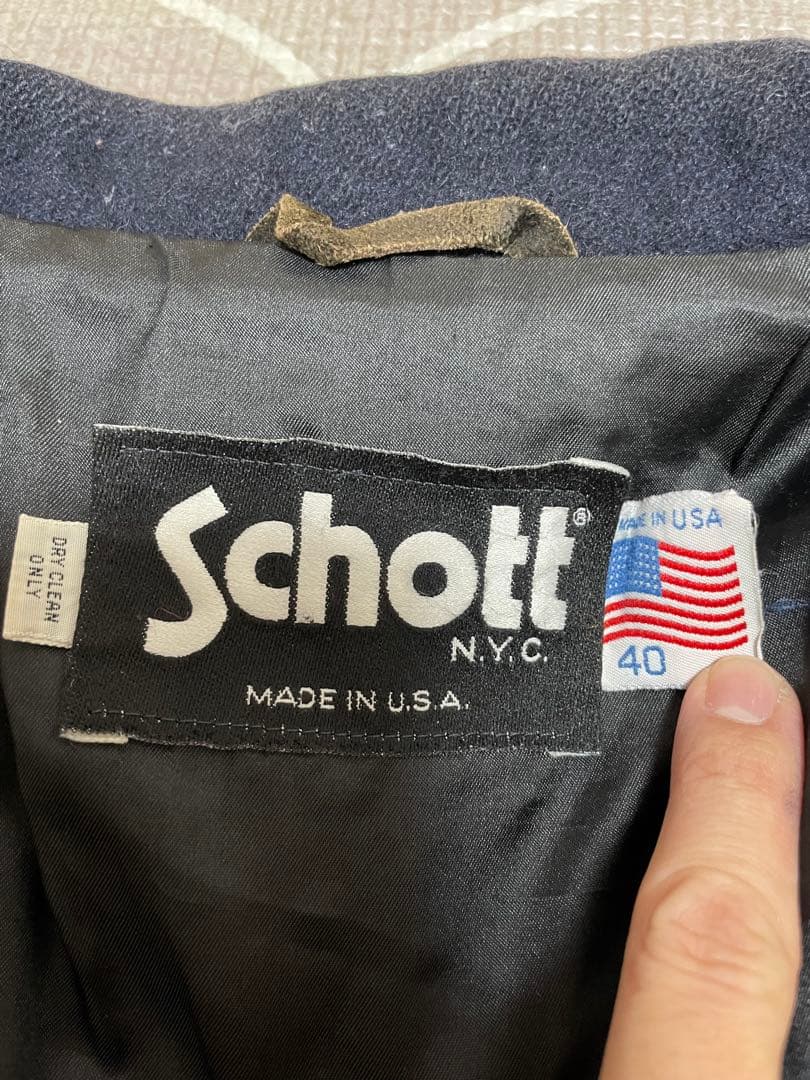 DRY CLEAN
ONLY
Schott®
N.Y.C.
MADE IN U.S.A.
MADE IN USA
40